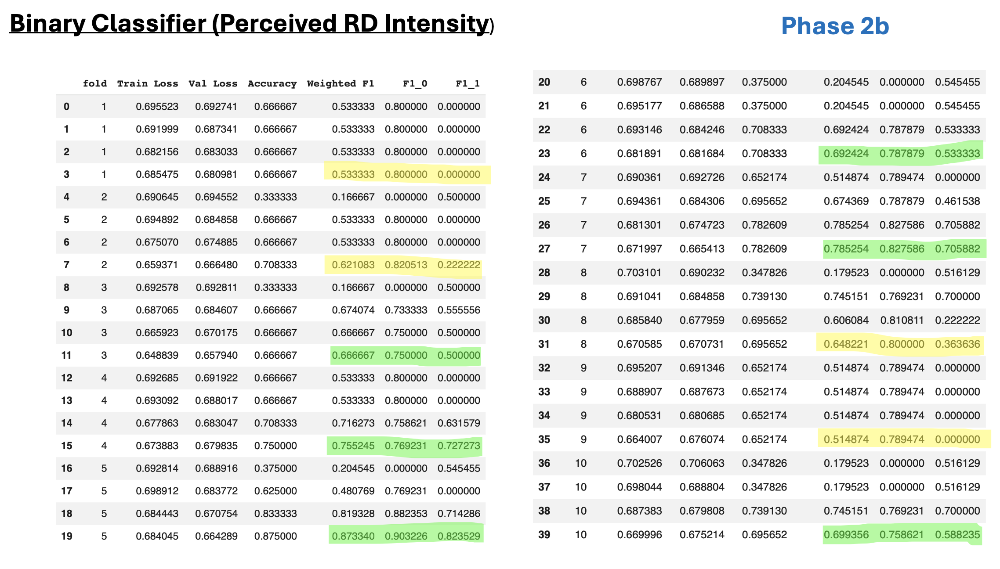 Binary Classifier (Perceived RD Intensity)
Phase 2b
fold Train Loss Val Loss Accuracy Weighted F1 F1_0 F1_1
0 1 0.695523 0.692741 0.666667 0.533333 0.800000 0.000000
1 1 0.691999 0.687341 0.666667 0.533333 0.800000 0.000000
2 1 0.682156 0.683033 0.666667 0.533333 0.800000 0.000000
3 1 0.685475 0.680981 0.666667 0.533333 0.800000 0.000000
4 2 0.690645 0.694552 0.333333 0.166667 0.000000 0.500000
5 2 0.694892 0.684858 0.666667 0.533333 0.800000 0.000000
6 2 0.675070 0.674885 0.666667 0.533333 0.800000 0.000000
7 2 0.659371 0.666480 0.708333 0.621083 0.820513 0.222222
8 3 0.692578 0.692811 0.333333 0.166667 0.000000 0.500000
9 3 0.687065 0.684607 0.666667 0.674074 0.733333 0.555556
10 3 0.665923 0.670175 0.666667 0.666667 0.750000 0.500000
11 3 0.648839 0.657940 0.666667 0.666667 0.750000 0.500000
12 4 0.692685 0.691922 0.666667 0.533333 0.800000 0.000000
13 4 0.693092 0.688017 0.666667 0.533333 0.800000 0.000000
14 4 0.677863 0.683047 0.708333 0.716273 0.758621 0.631579
15 4 0.673883 0.679835 0.750000 0.755245 0.769231 0.727273
16 5 0.692814 0.688916 0.375000 0.204545 0.000000 0.545455
17 5 0.698912 0.683772 0.625000 0.480769 0.769231 0.000000
18 5 0.684443 0.670754 0.833333 0.819328 0.882353 0.714286
19 5 0.684045 0.664289 0.875000 0.873340 0.903226 0.823529
20 6 0.698767 0.689897 0.375000 0.204545 0.000000 0.545455
21 6 0.695177 0.686588 0.375000 0.204545 0.000000 0.545455
22 6 0.693146 0.684246 0.708333 0.692424 0.787879 0.533333
23 6 0.681891 0.681684 0.708333 0.692424 0.787879 0.533333
24 7 0.690361 0.692726 0.652174 0.514874 0.789474 0.000000
25 7 0.694361 0.684306 0.695652 0.674369 0.787879 0.461538
26 7 0.681301 0.674723 0.782609 0.785254 0.827586 0.705882
27 7 0.671997 0.665413 0.782609 0.785254 0.827586 0.705882
28 8 0.703101 0.690232 0.347826 0.179523 0.000000 0.516129
29 8 0.691041 0.684858 0.739130 0.745151 0.769231 0.700000
30 8 0.685840 0.677959 0.695652 0.606084 0.810811 0.222222
31 8 0.670585 0.670731 0.695652 0.648221 0.800000 0.363636
32 9 0.695207 0.691346 0.652174 0.514874 0.789474 0.000000
33 9 0.688907 0.687673 0.652174 0.514874 0.789474 0.000000
34 9 0.680531 0.680685 0.652174 0.514874 0.789474 0.000000
35 9 0.664007 0.676074 0.652174 0.514874 0.789474 0.000000
36 10 0.702526 0.706063 0.347826 0.179523 0.000000 0.516129
37 10 0.698044 0.688804 0.347826 0.179523 0.000000 0.516129
38 10 0.687383 0.679808 0.739130 0.745151 0.769231 0.700000
39 10 0.669996 0.675214 0.695652 0.699356 0.758621 0.588235